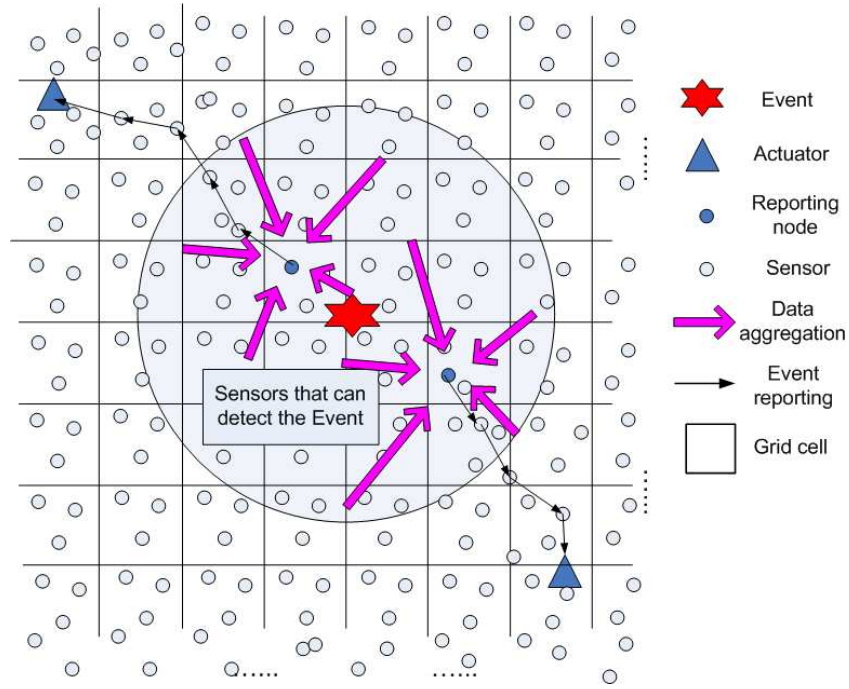 Sensors that can
detect the Event
Event
Actuator
Reporting
node
Sensor
Data
aggregation
Event
reporting
Grid cell